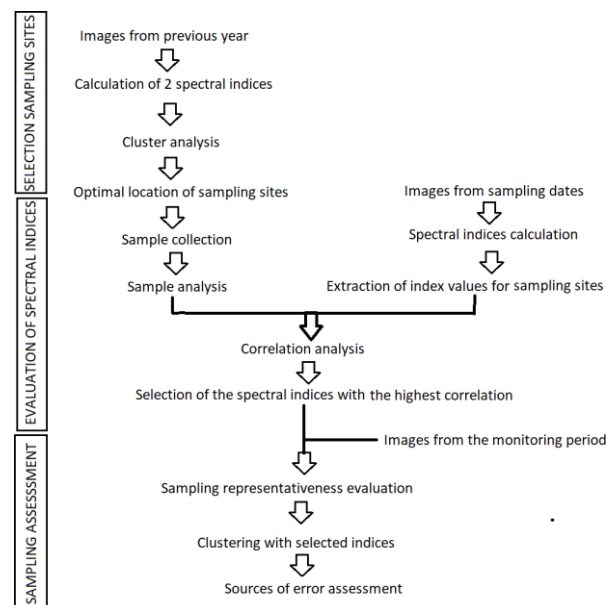 SELECTION SAMPLING SITES
Images from previous year
Calculation of 2 spectral indices
Cluster analysis
Optimal location of sampling sites
EVALUATION OF SPECTRAL INDICES
Images from sampling dates
Sample collection
Spectral indices calculation
Sample analysis
Extraction of index values for sampling sites
Correlation analysis
Selection of the spectral indices with the highest correlation
SAMPLING ASSESSSMENT
Images from the monitoring period
Sampling representativeness evaluation
Clustering with selected indices
Sources of error assessment